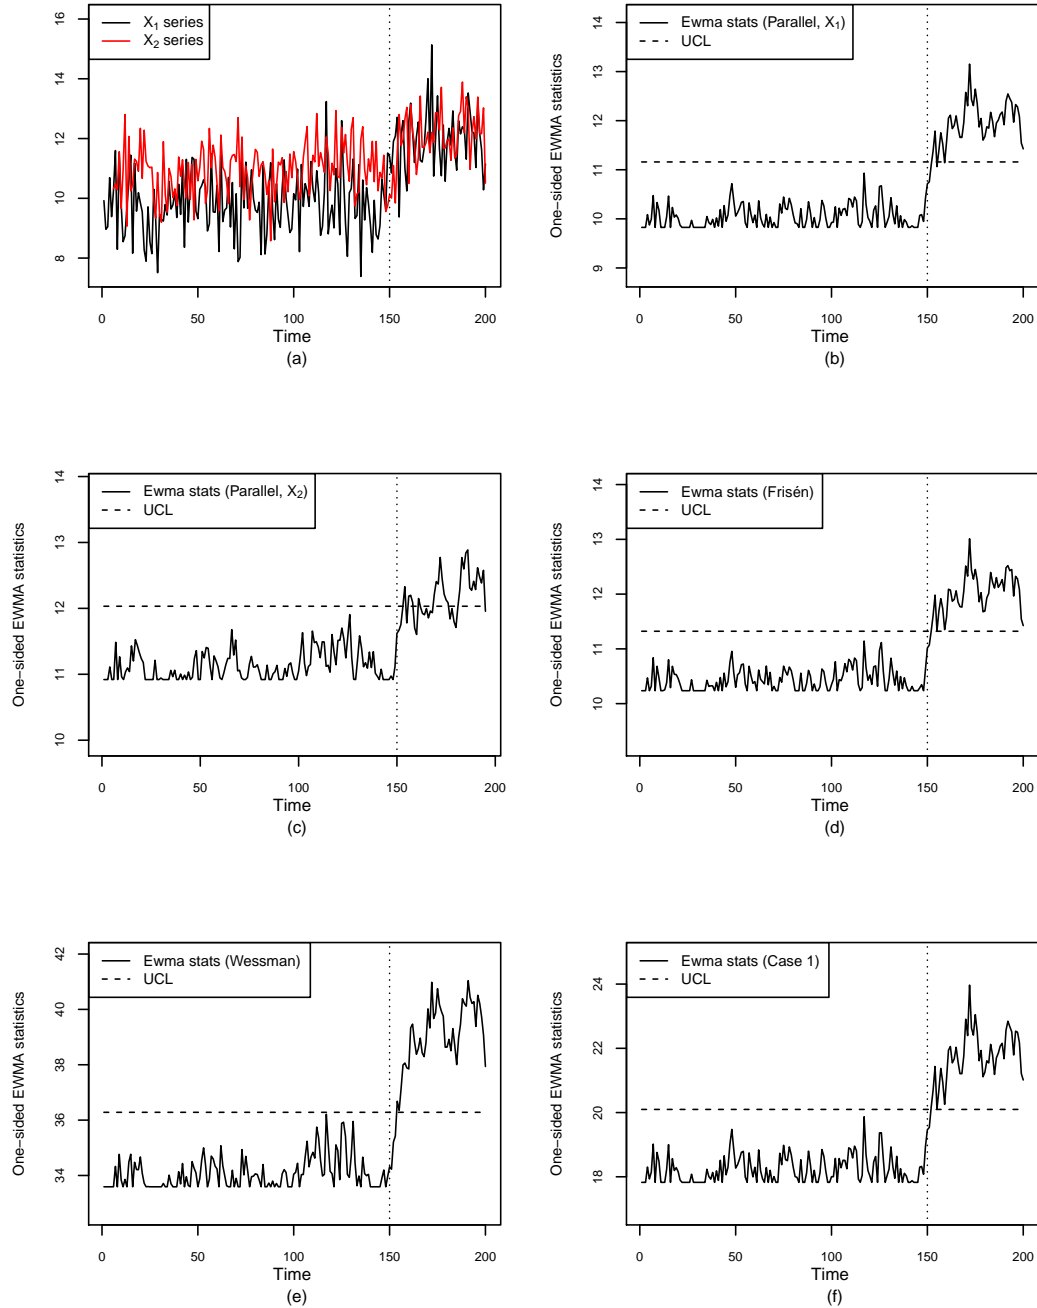 X1 series
X2 series
8
10
12
14
16
0
50
100
150
200
Time
(a)
Ewma stats (Parallel, X1)
UCL
One−sided EWMA statistics
9
10
11
12
13
14
0
50
100
150
200
Time
(b)
Ewma stats (Parallel, X2)
UCL
One−sided EWMA statistics
10
11
12
13
14
0
50
100
150
200
Time
(c)
Ewma stats (Frisén)
UCL
One−sided EWMA statistics
10
11
12
13
14
0
50
100
150
200
Time
(d)
Ewma stats (Wessman)
UCL
One−sided EWMA statistics
34
36
38
40
42
0
50
100
150
200
Time
(e)
Ewma stats (Case 1)
UCL
One−sided EWMA statistics
18
20
22
24
0
50
100
150
200
Time
(f)